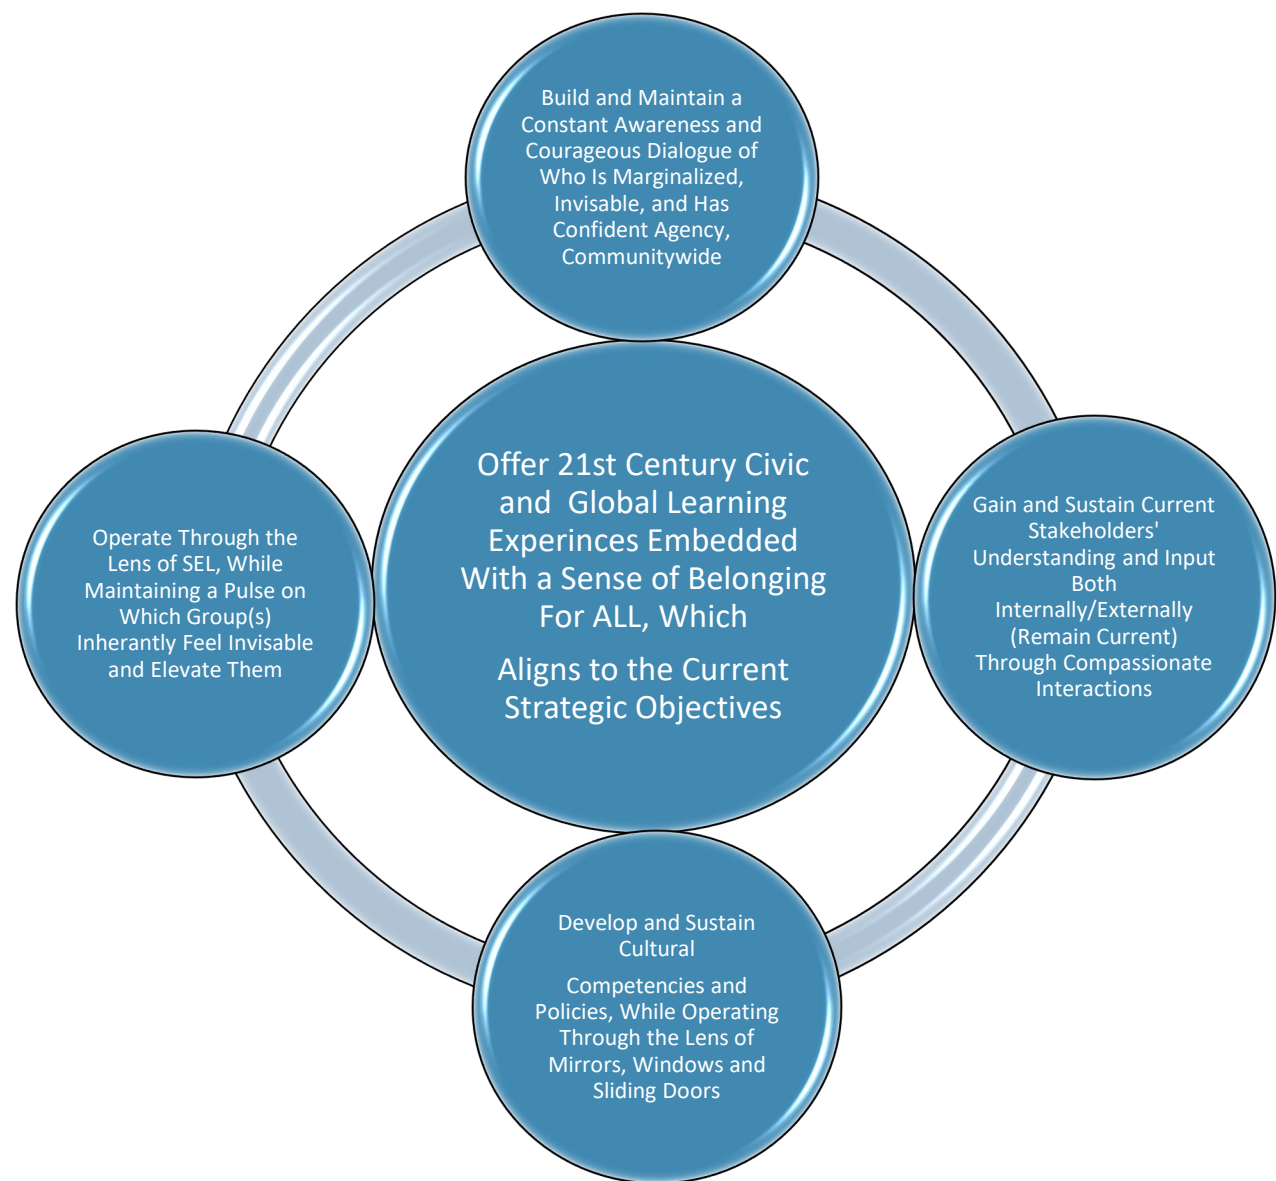 Build and Maintain a
Constant Awareness and
Courageous Dialogue of
Who Is Marginalized,
Invisable, and Has
Confident Agency,
Communitywide
Offer 21st Century Civic
and  Global Learning
Experinces Embedded
With a Sense of Belonging
For ALL, Which
Aligns to the Current
Strategic Objectives
Gain and Sustain Current
Stakeholders'
Understanding and Input
Both
Internally/Externally
(Remain Current)
Through Compassionate
Interactions
Develop and Sustain
Cultural
Competencies and
Policies, While Operating
Through the Lens of
Mirrors, Windows and
Sliding Doors
Operate Through the
Lens of SEL, While
Maintaining a Pulse on
Which Group(s)
Inherantly Feel Invisable
and Elevate Them